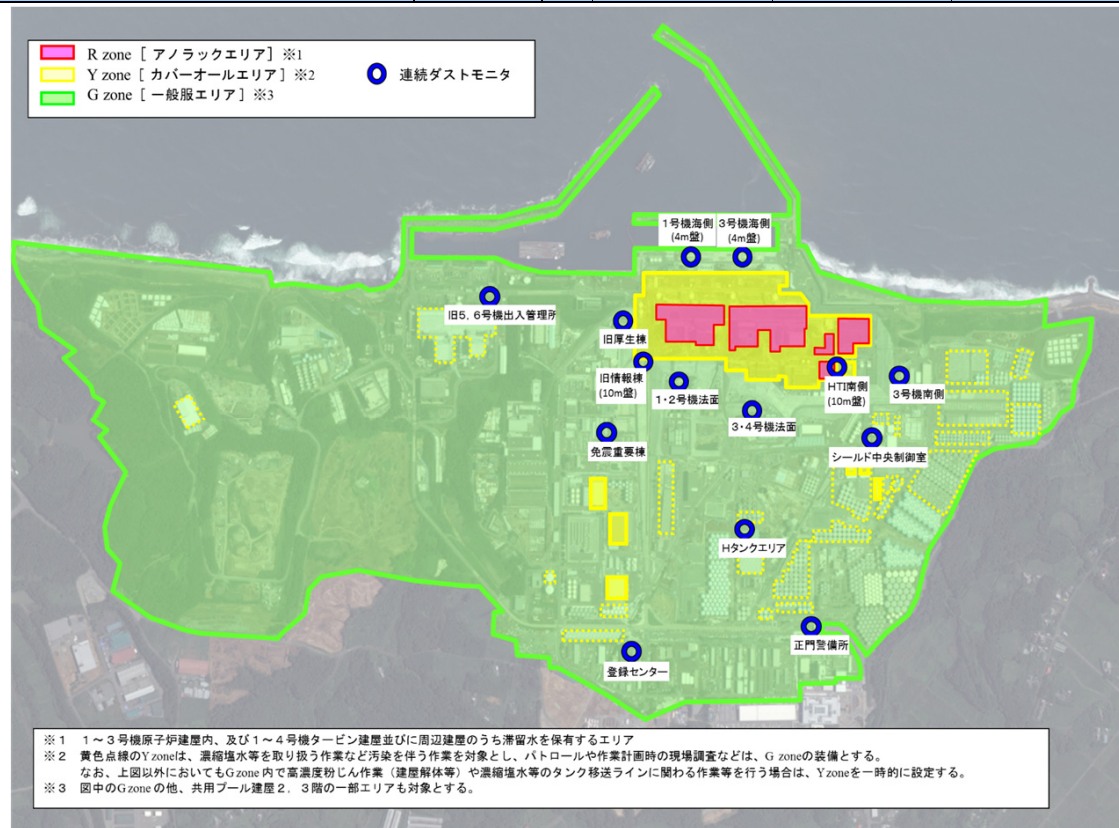 R zone [ アノラックエリア] ※1
Y zone [ カバーオールエリア] ※2
G zone [ 一般服エリア] ※3
連続ダストモニタ
1号機海側
(4m盤)
3号機海側
(4m盤)
旧5. 6号機出入管理所
旧厚生棟
旧情報棟
(10m盤)
1・2号機法面
HTI南側
(10m盤)
3号機南側
3・4号機法面
免震重要棟
シールド中央制御室
Hタンクエリア
正門警備所
登録センター
※１ １～３号機原子炉建屋内、及び１～４号機タービン建屋並びに周辺建屋のうち滞留水を保有するエリア
※２ 黄色点線のY zoneは、濃縮塩水等を取り扱う作業など汚染を伴う作業を対象とし、パトロールや作業計画時の現場調査などは、G zoneの装備とする。
なお、上図以外においてもG zone 内で高濃度粉じん作業（建屋解体等）や濃縮塩水等のタンク移送ラインに関わる作業等を行う場合は、Y zoneを一時的に設定する。
※３ 図中のG zone の他、共用プール建屋２．３階の一部エリアも対象とする。